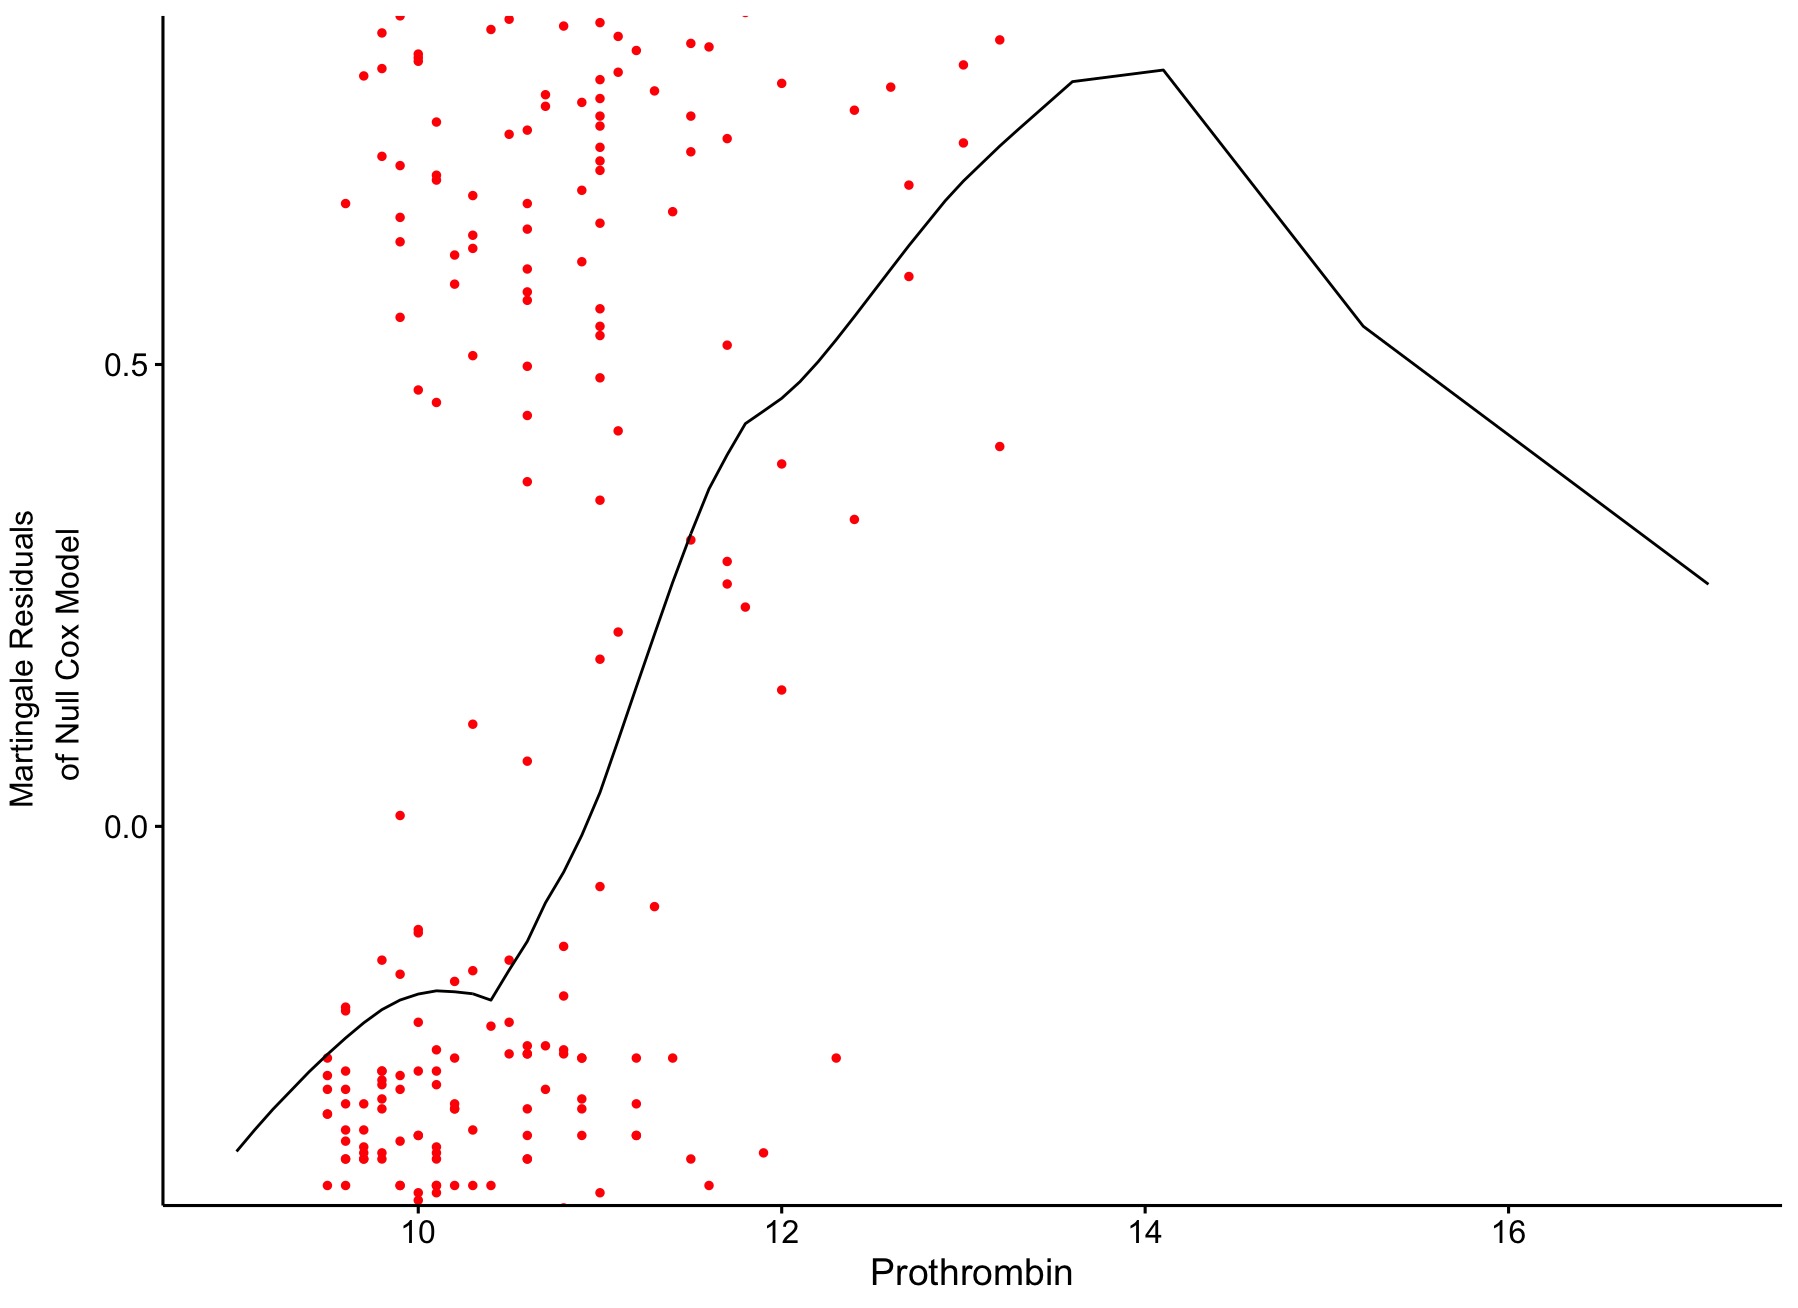 Martingale Residuals
of Null Cox Model
0.5
0.0
10 12 14 16
Prothrombin